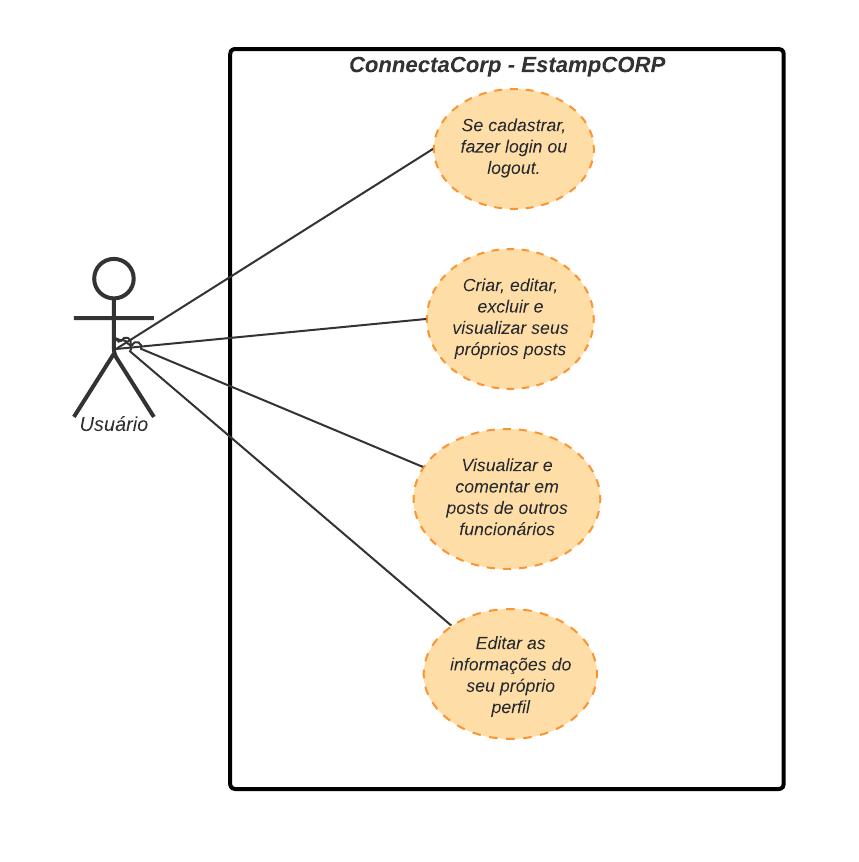 ConnectaCorp - EstampCORP
Se cadastrar,
fazer login ou
logout.
Criar, editar,
excluir e
visualizar seus
próprios posts
Usuário
Visualizar e
comentar em
posts de outros
funcionários
Editar as
informações do
seu próprio
perfil